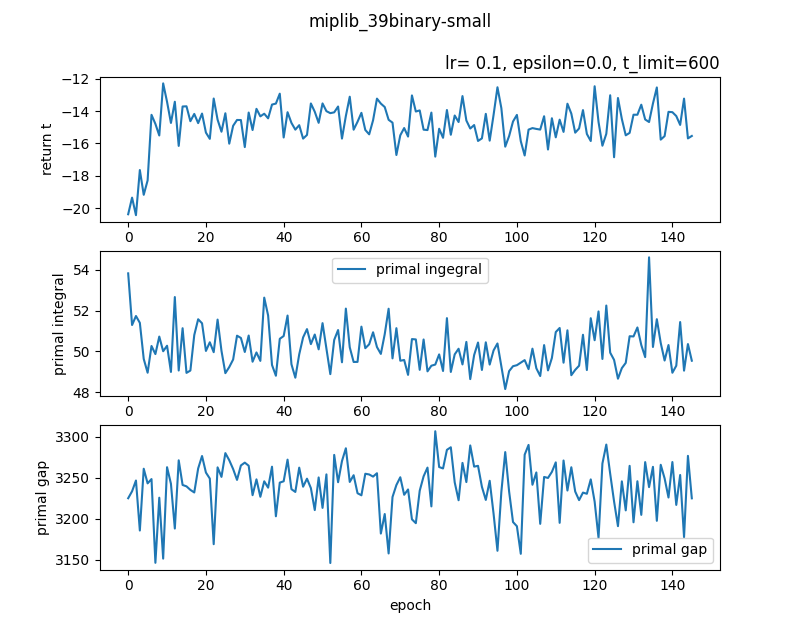 miplib_39binary-small
lr= 0.1, epsilon=0.0, t_limit=600
return t
−12
−14
−16
−18
−20
0 20 40 60 80 100 120 140
primal integral
54
52
50
48
primal ingegral
0 20 40 60 80 100 120 140
primal gap
3300
3250
3200
3150
primal gap
0 20 40 60 80 100 120 140
epoch